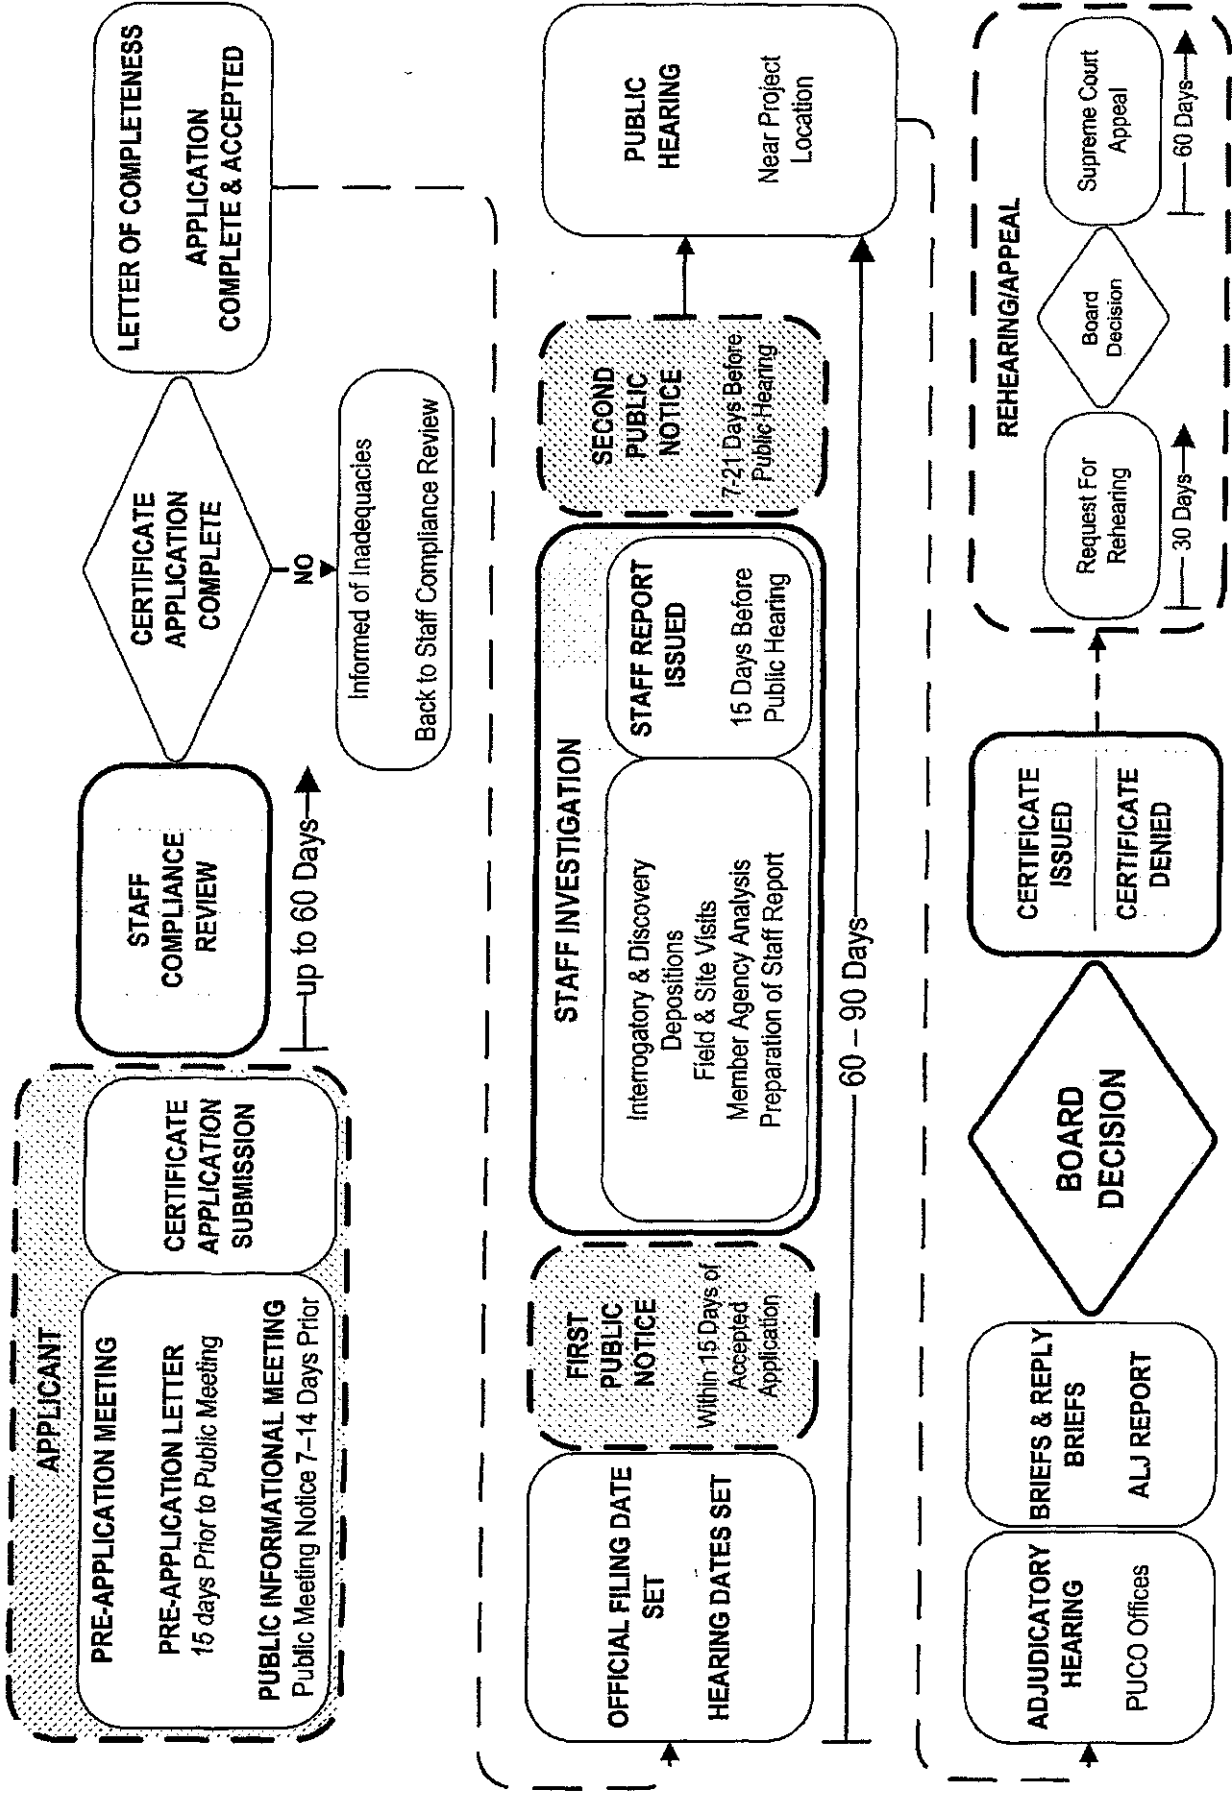 APPLICANT
PRE-APPLICATION MEETING
PRE-APPLICATION LETTER
15 days Prior to Public Meeting
PUBLIC INFORMATIONAL MEETING
Public Meeting Notice 7–14 Days Prior
CERTIFICATE
APPLICATION
SUBMISSION
STAFF
COMPLIANCE
REVIEW
up to 60 Days
CERTIFICATE
APPLICATION
COMPLETE
NO
Informed of Inadequacies
Back to Staff Compliance Review
LETTER OF COMPLETENESS
APPLICATION
COMPLETE & ACCEPTED
OFFICIAL FILING DATE
SET
HEARING DATES SET
FIRST
PUBLIC
NOTICE
Within 15 Days of
Accepted
Application
STAFF INVESTIGATION
Interrogatory & Discovery
Depositions
Field & Site Visits
Member Agency Analysis
Preparation of Staff Report
STAFF REPORT
ISSUED
15 Days Before
Public Hearing
SECOND
PUBLIC
NOTICE
7-21 Days Before
Public Hearing
PUBLIC
HEARING
Near Project
Location
60 – 90 Days
ADJUDICATORY
HEARING
PUCO Offices
BRIEFS & REPLY
BRIEFS
ALJ REPORT
BOARD
DECISION
CERTIFICATE
ISSUED
CERTIFICATE
DENIED
REHEARING/APPEAL
Request For
Rehearing
30 Days
Board
Decision
Supreme Court
Appeal
60 Days